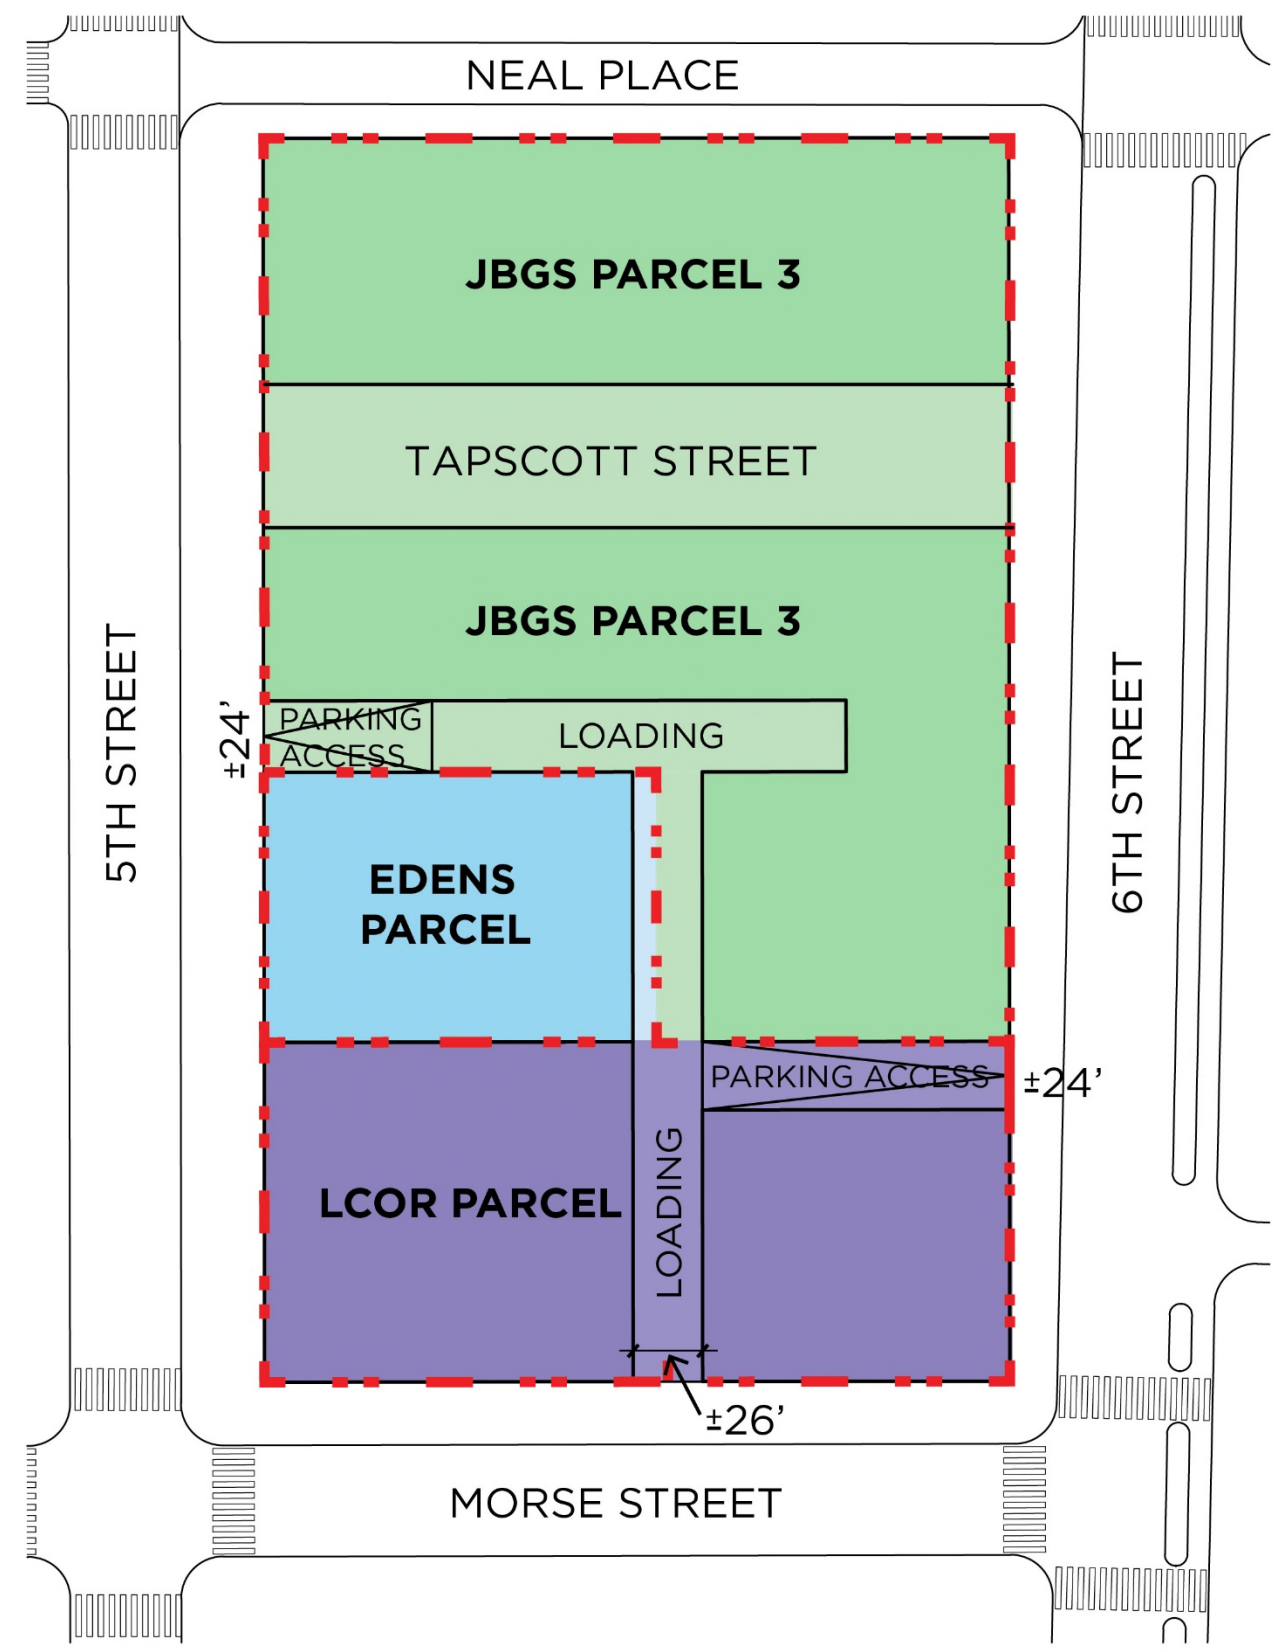 NEAL PLACE
JBGS PARCEL 3
TAPSCOTT STREET
JBGS PARCEL 3
5TH STREET
6TH STREET
±24’
PARKING
ACCESS
LOADING
EDENS
PARCEL
PARKING ACCESS
±24’
LCOR PARCEL
LOADING
±26’
MORSE STREET